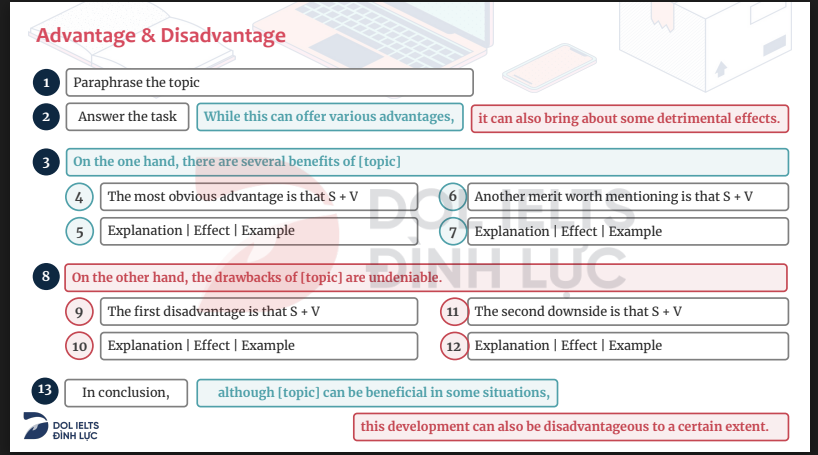 Advantage & Disadvantage
1 Paraphrase the topic
2 Answer the task While this can offer various advantages, it can also bring about some detrimental effects.
3 On the one hand, there are several benefits of [topic]
4 The most obvious advantage is that S + V 6 Another merit worth mentioning is that S + V
5 Explanation | Effect | Example 7 Explanation | Effect | Example
DOL IELTS
ĐÌNH LỰC
8 On the other hand, the drawbacks of [topic] are undeniable.
9 The first disadvantage is that S + V 11 The second downside is that S + V
10 Explanation | Effect | Example 12 Explanation | Effect | Example
13 In conclusion, although [topic] can be beneficial in some situations,
this development can also be disadvantageous to a certain extent.
DOL IELTS
ĐÌNH LỰC